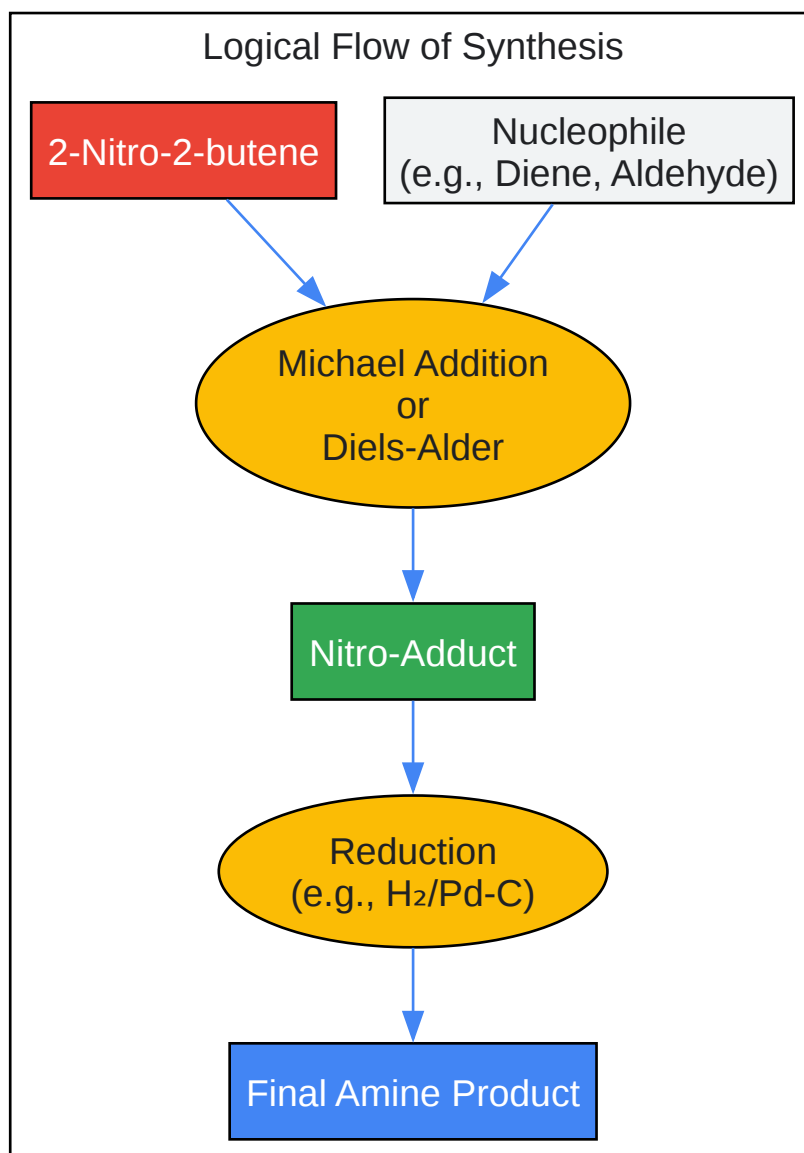 Logical Flow of Synthesis
2-Nitro-2-butene
Nucleophile
(e.g., Diene, Aldehyde)
Michael Addition
or
Diels-Alder
Nitro-Adduct
Reduction
(e.g., H₂/Pd-C)
Final Amine Product